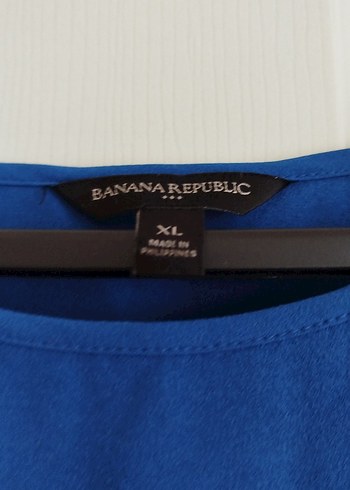 BANANA REPUBLIC
XL
MADE IN
PHILIPPINES